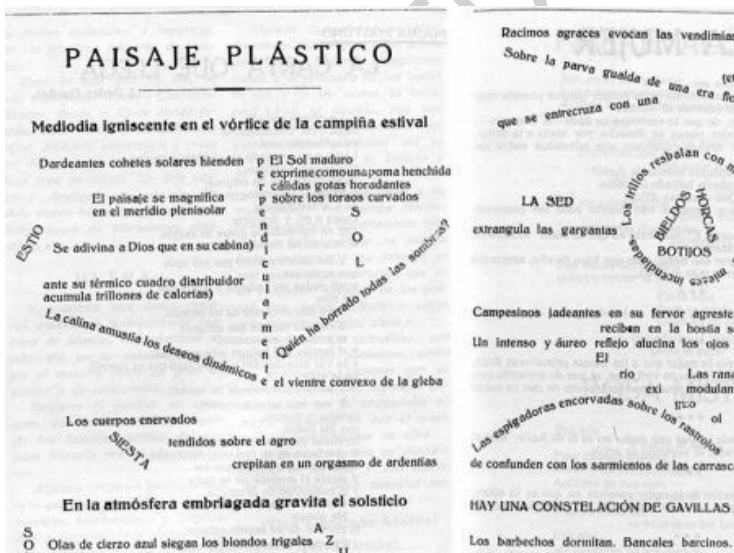 PAISAJE PLÁSTICO
Mediodia igniscente en el vórtice de la campiña estival
Dardeantes cohetes solares hienden
perpendicularmente
El Sol maduro
exprime como una poma henchida
cálidas gotas horadantes
sobre los toraos curvados
El paisaje se magnifica
en el meridio plenisolar
S
O
L
ESTIO
Se adivina a Dios que en su cabina)
ante su térmico cuadro distribuidor
acumula trillones de calorías)
Quién ha borrado todas las sombras?
La calina amustia los deseos dinámicos
el vientre convexo de la gleba
Los cuerpos enervados
SIESTA
tendidos sobre el agro
crepitan en un orgasmo de ardentías
En la atmósfera embriagada gravita el solsticio
S
O
Olas de cierzo azul siegan los blondos trigales
A
Z
U
Racimos agraces evocan las vendimias
Sobre la parva gualda de una era
que se entrecruza con una
Los trillos resbalan con
LA SED
extrangula las gargantas
BIELDOS
HORCAS
BOTIJOS
mieses incendiadas
Campesinos jadeantes en su fervor agreste
reciben en la hostia
Un intenso y áureo reflejo alucina los ojos
El
río
exi
Las
modulan
ol
Las espigadoras encorvadas sobre los rastrojos
de confunden con los sarmientos de las
HAY UNA CONSTELACIÓN DE GAVILLAS
Los barbechos dormitan. Bancales barcinos.